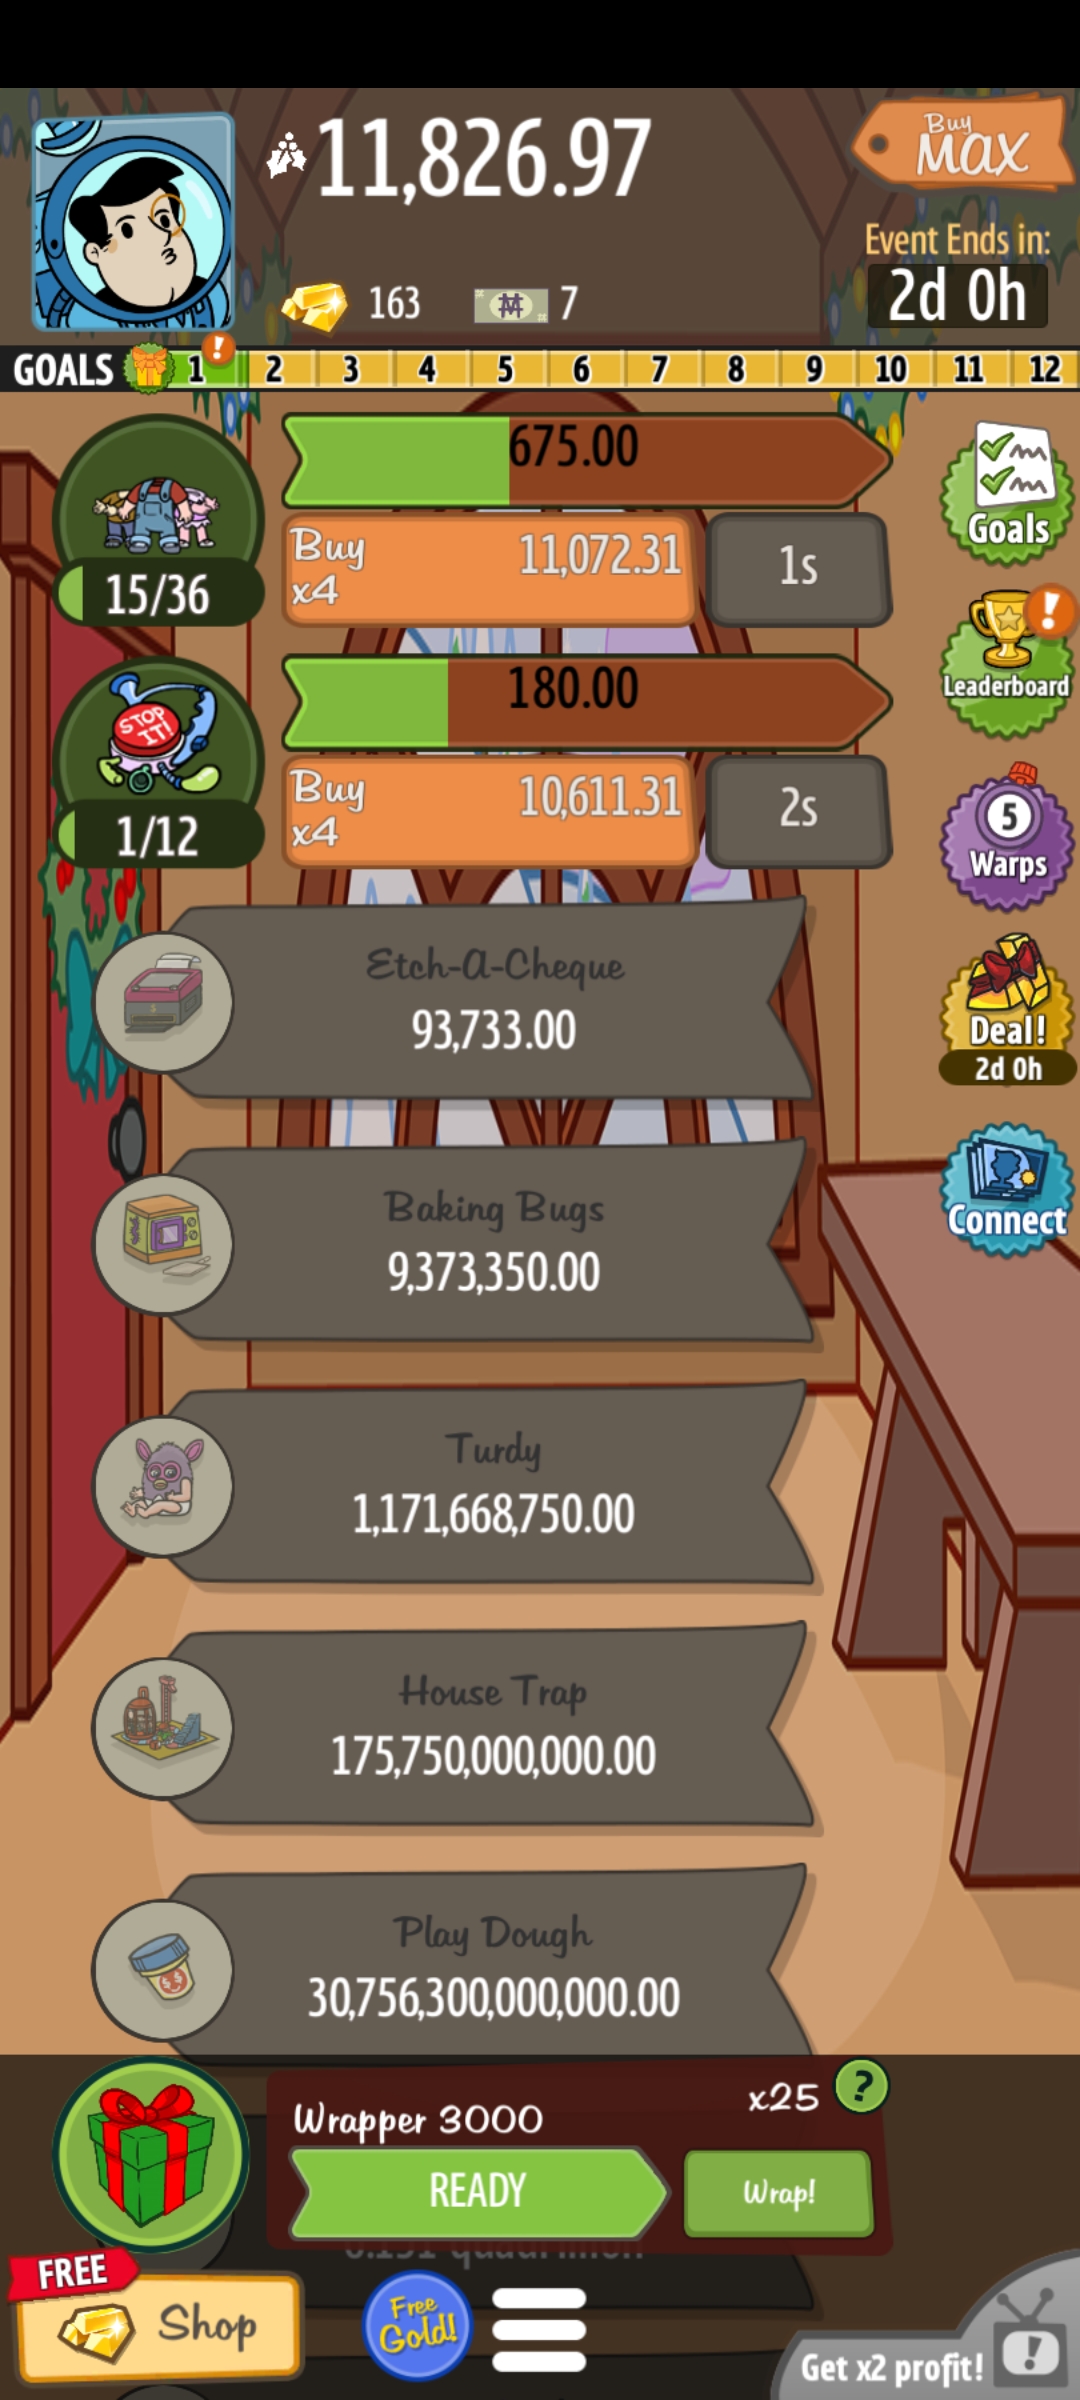 11,826.97
Buy
MAX
Event Ends in:
2d 0h
163
7
GOALS 1 ! 2 3 4 5 6 7 8 9 10 11 12
675.00
Buy
x4
11,072.31
1s
15/36
Goals
180.00
STOP
IT!
Buy
x4
10,611.31
2s
1/12
!
Leaderboard
5
Warps
Etch-A-Cheque
93,733.00
Deal!
2d 0h
Baking Bugs
9,373,350.00
Connect
Turdy
1,171,668,750.00
House Trap
175,750,000,000.00
Play Dough
30,756,300,000,000.00
Wrapper 3000
x25
?
READY
Wrap!
FREE
Shop
Free
Gold!
Get x2 profit!
!